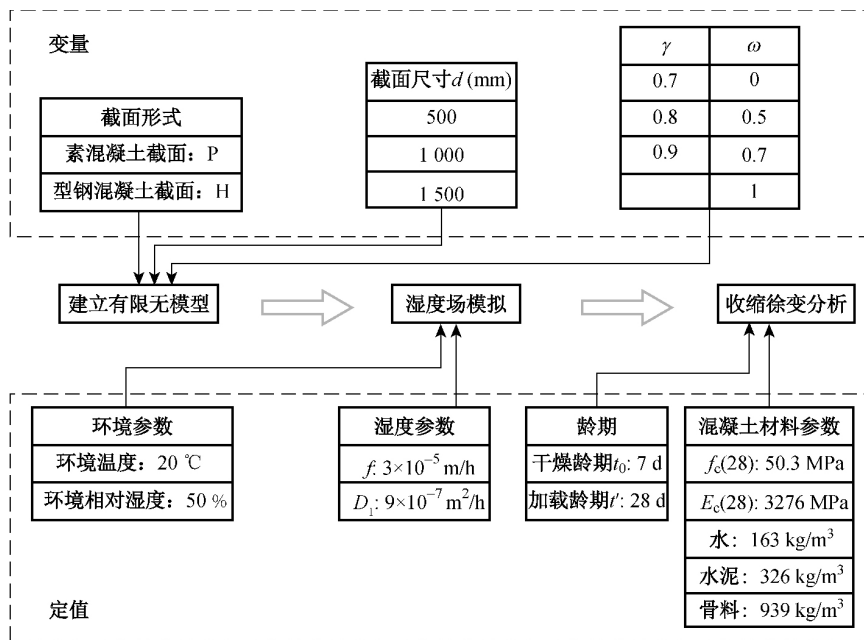 变量
截面形式
素混凝土截面：P
型钢混凝土截面：H
截面尺寸d (mm)
500
1 000
1 500
γ ω
0.7 0
0.8 0.5
0.9 0.7
1
建立有限无模型
湿度场模拟
收缩徐变分析
环境参数
环境温度：20 ℃
环境相对湿度：50 %
湿度参数
f: 3×10⁻⁵ m/h
D₁: 9×10⁻⁷ m²/h
龄期
干燥龄期t₀: 7 d
加载龄期t′: 28 d
混凝土材料参数
f_c(28): 50.3 MPa
E_c(28): 3276 MPa
水：163 kg/m³
水泥：326 kg/m³
骨料：939 kg/m³
定值